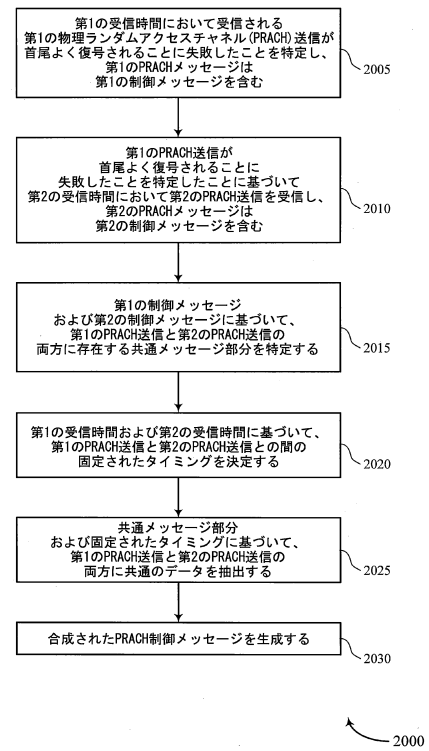 第1の受信時間において受信される
第1の物理ランダムアクセスチャネル(PRACH)送信が
首尾よく復号されることに失敗したことを特定し、
第1のPRACHメッセージは
第1の制御メッセージを含む
2005
第1のPRACH送信が
首尾よく復号されることに
失敗したことを特定したことに基づいて
第2の受信時間において第2のPRACH送信を受信し、
第2のPRACHメッセージは
第2の制御メッセージを含む
2010
第1の制御メッセージ
および第2の制御メッセージに基づいて、
第1のPRACH送信と第2のPRACH送信の
両方に存在する共通メッセージ部分を特定する
2015
第1の受信時間および第2の受信時間に基づいて、
第1のPRACH送信と第2のPRACH送信との間の
固定されたタイミングを決定する
2020
共通メッセージ部分
および固定されたタイミングに基づいて、
第1のPRACH送信と第2のPRACH送信の
両方に共通のデータを抽出する
2025
合成されたPRACH制御メッセージを生成する
2030
2000